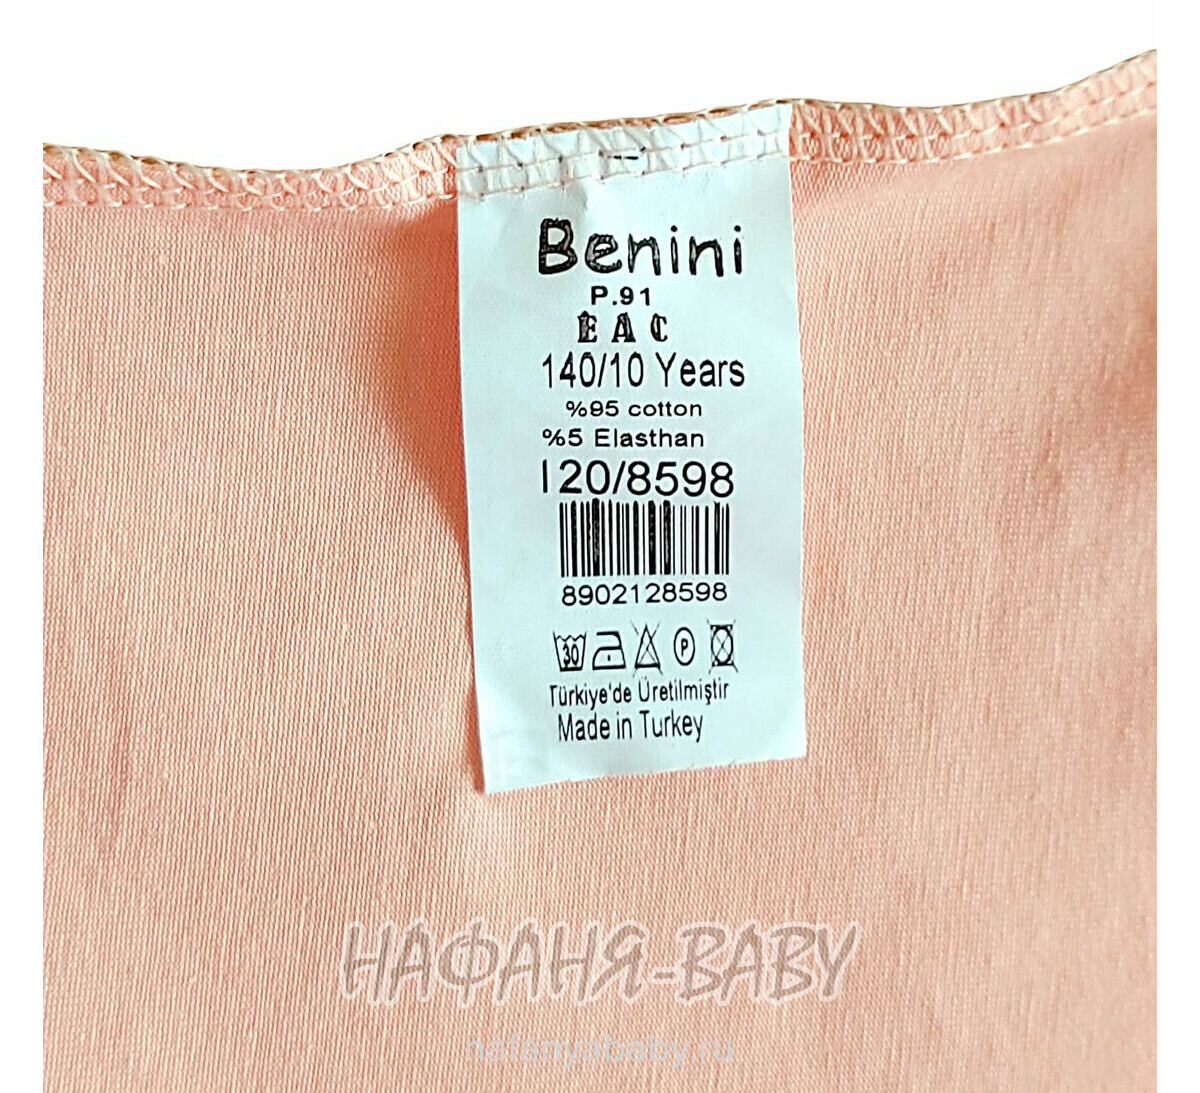 Benini
P.91
EAC
140/10 Years
%95 cotton
%5 Elasthan
120/8598
8902128598
30
P
Türkiye'de Üretilmiştir
Made in Turkey
НАФАНЯ-BABY
nafanyababy.ru